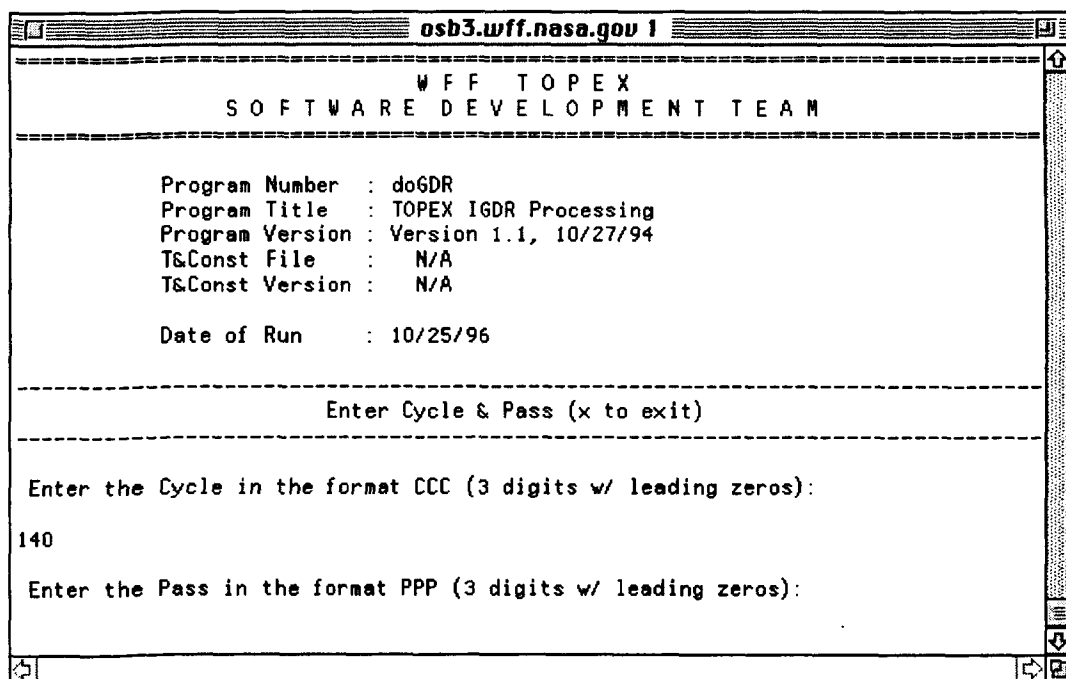 osb3.wff.nasa.gov 1
W F F T O P E X
S O F T W A R E D E V E L O P M E N T T E A M
Program Number : doGDR
Program Title : TOPEX IGDR Processing
Program Version : Version 1.1, 10/27/94
T&Const File : N/A
T&Const Version : N/A
Date of Run : 10/25/96
Enter Cycle & Pass (x to exit)
Enter the Cycle in the format CCC (3 digits w/ leading zeros):
140
Enter the Pass in the format PPP (3 digits w/ leading zeros):